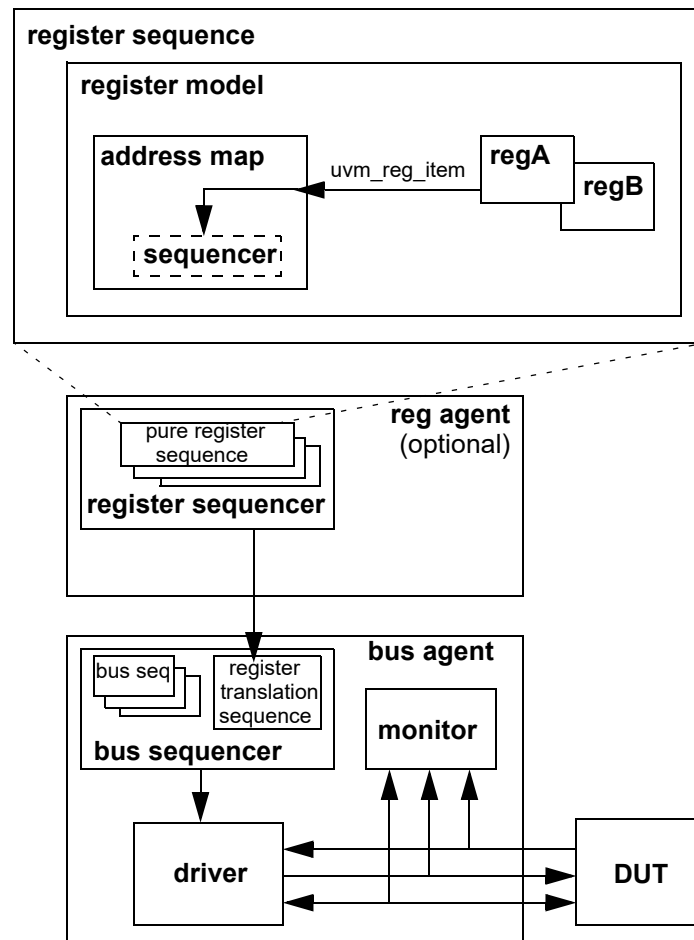 register sequence
register model
address map
uvm_reg_item
regA
regB
sequencer
reg agent
(optional)
pure register
sequence
register sequencer
bus agent
bus seq
register
translation
sequence
bus sequencer
monitor
driver
DUT